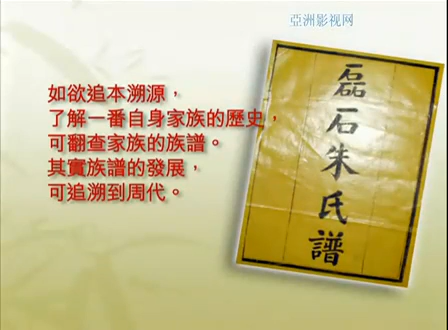 亞洲影视网
如欲追本溯源，
了解一番自身家族的歷史，
可翻查家族的族譜。
其實族譜的發展，
可追溯到周代。
磊石朱氏譜